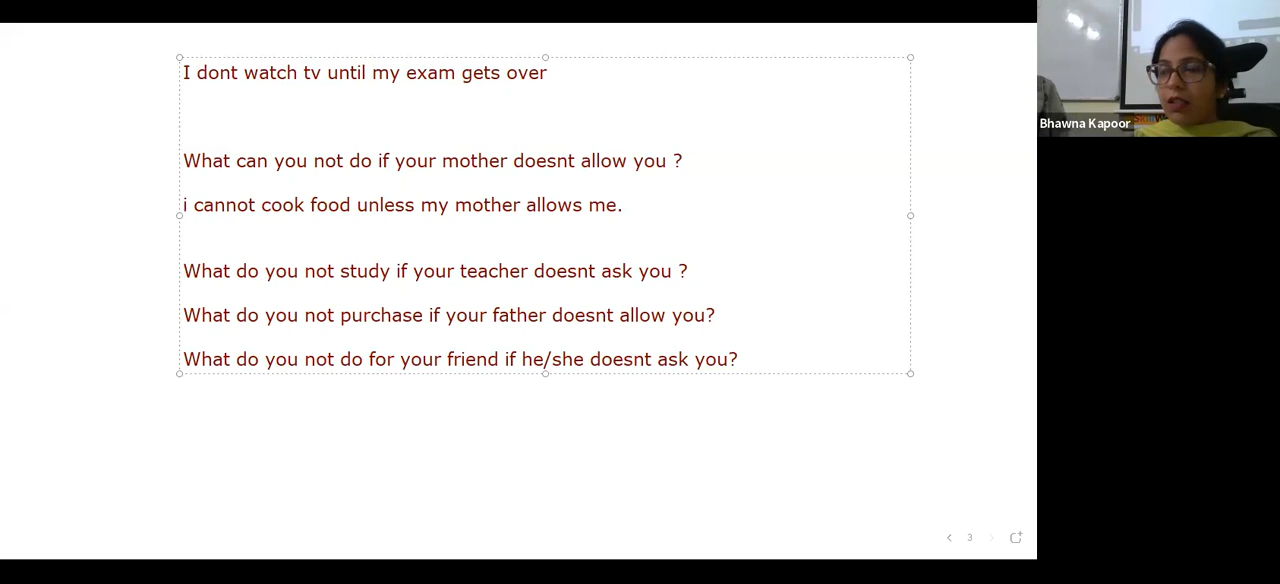 I dont watch tv until my exam gets over
What can you not do if your mother doesnt allow you ?
i cannot cook food unless my mother allows me.
What do you not study if your teacher doesnt ask you ?
What do you not purchase if your father doesnt allow you?
What do you not do for your friend if he/she doesnt ask you?
Bhawna Kapoor
3